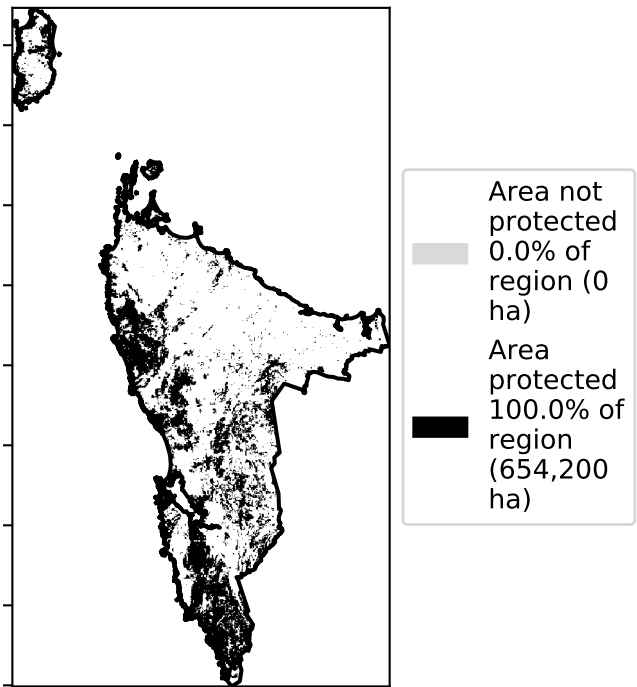 Area not
protected
0.0% of
region (0
ha)
Area
protected
100.0% of
region
(654,200
ha)